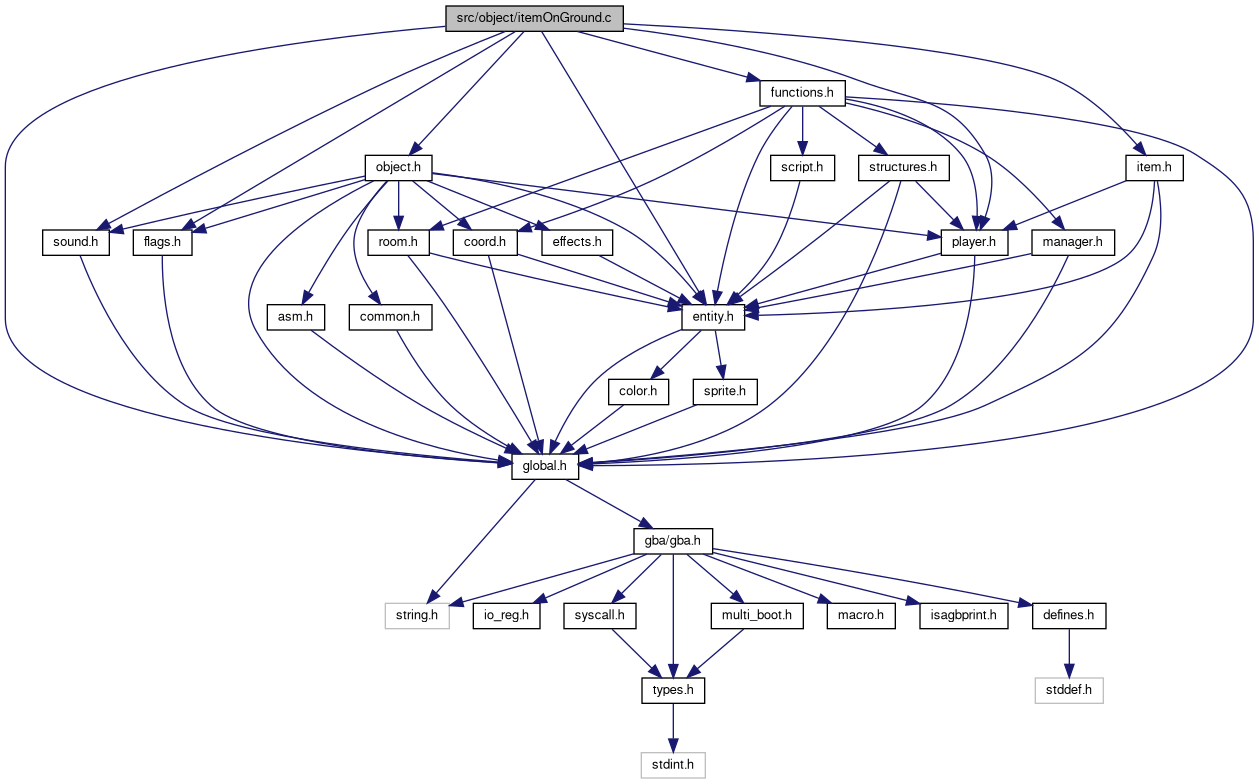 src/object/itemOnGround.c
functions.h
object.h
script.h
structures.h
item.h
sound.h
flags.h
room.h
coord.h
effects.h
player.h
manager.h
asm.h
common.h
entity.h
color.h
sprite.h
global.h
gba/gba.h
string.h
io_reg.h
syscall.h
multi_boot.h
macro.h
isagbprint.h
defines.h
types.h
stddef.h
stdint.h